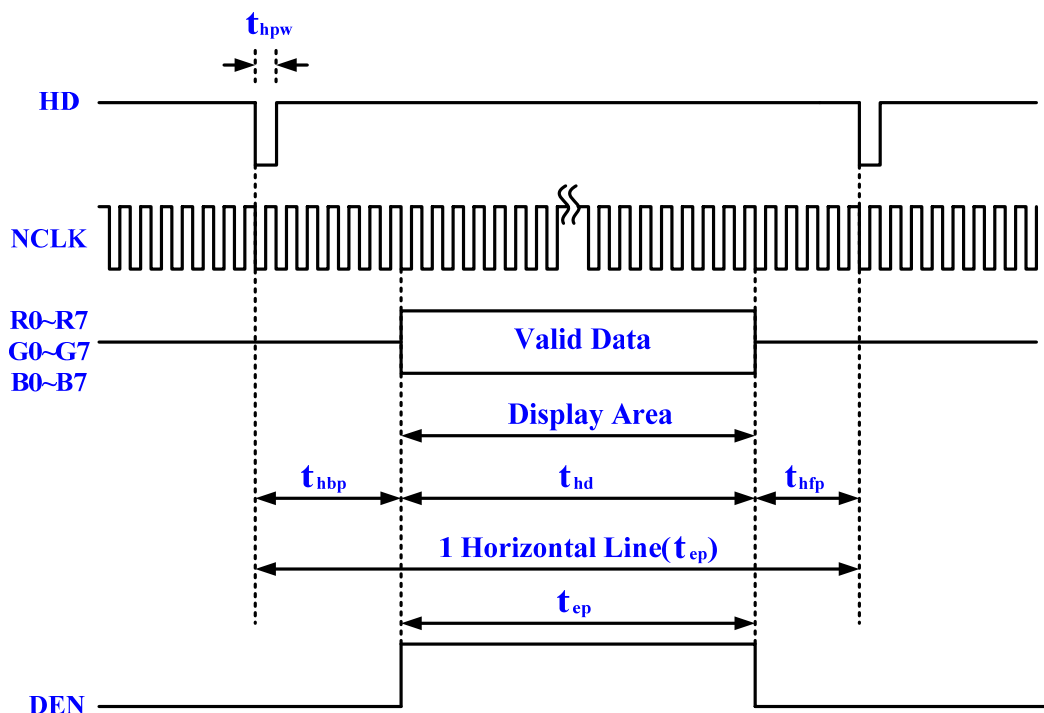 thpw
HD
NCLK
R0~R7
G0~G7
B0~B7
Valid Data
Display Area
thbp
thd
thfp
1 Horizontal Line(tep)
tep
DEN